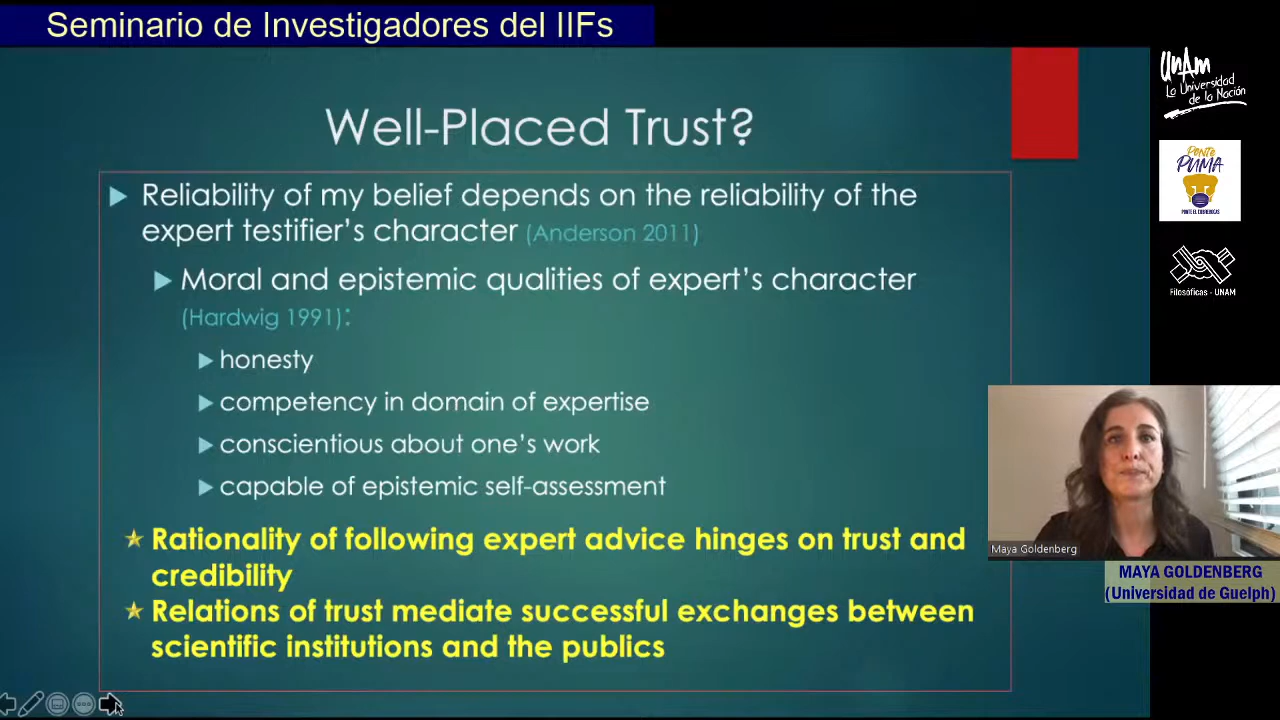 Seminario de Investigadores del IIFs
UnAm
La Universidad
de la Nación
PONTE
PUMA
PONTE EL CUBREBOCAS
Filosóficas - UNAM
Well-Placed Trust?
Reliability of my belief depends on the reliability of the
expert testifier's character (Anderson 2011)
Moral and epistemic qualities of expert's character
(Hardwig 1991):
honesty
competency in domain of expertise
conscientious about one's work
capable of epistemic self-assessment
Rationality of following expert advice hinges on trust and
credibility
Relations of trust mediate successful exchanges between
scientific institutions and the publics
Maya Goldenberg
MAYA GOLDENBERG
(Universidad de Guelph)